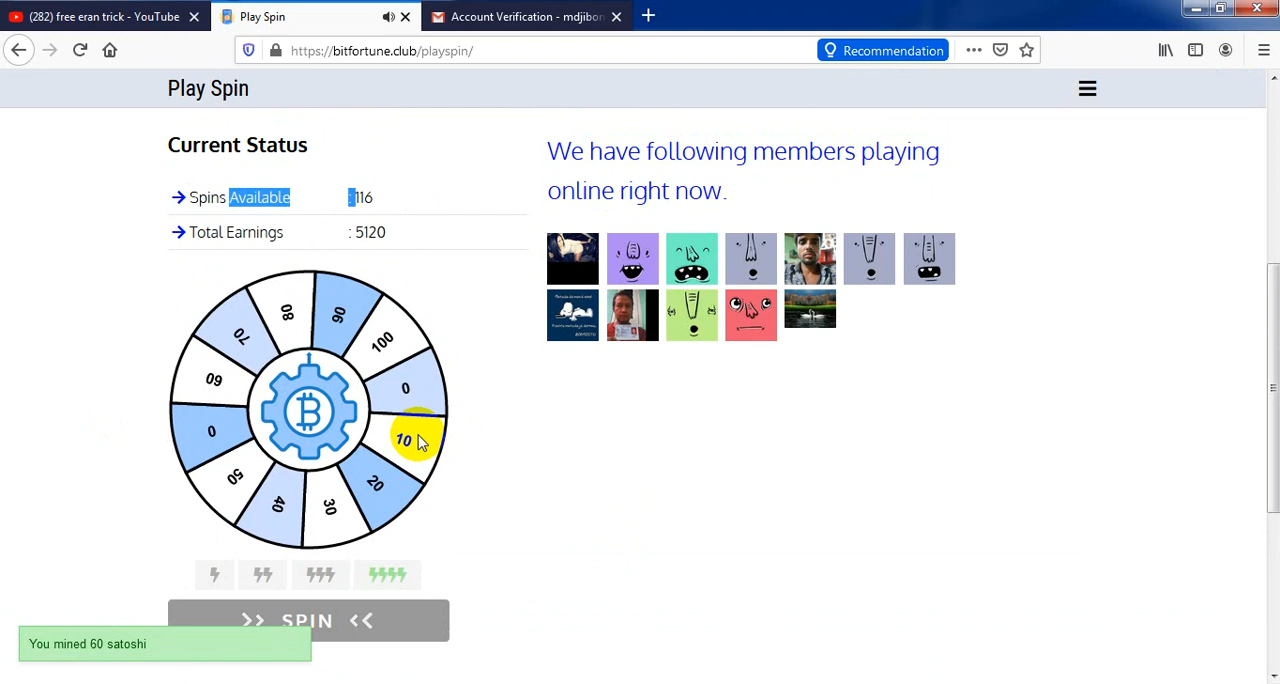 (282) free eran trick - YouTube
Play Spin
Account Verification - mdjibon
https://bitfortune.club/playspin/
Recommendation
Play Spin
Current Status
Spins Available : 116
Total Earnings : 5120
We have following members playing
online right now.
80
90
100
0
10
20
30
40
50
0
60
70
>> SPIN <<
You mined 60 satoshi